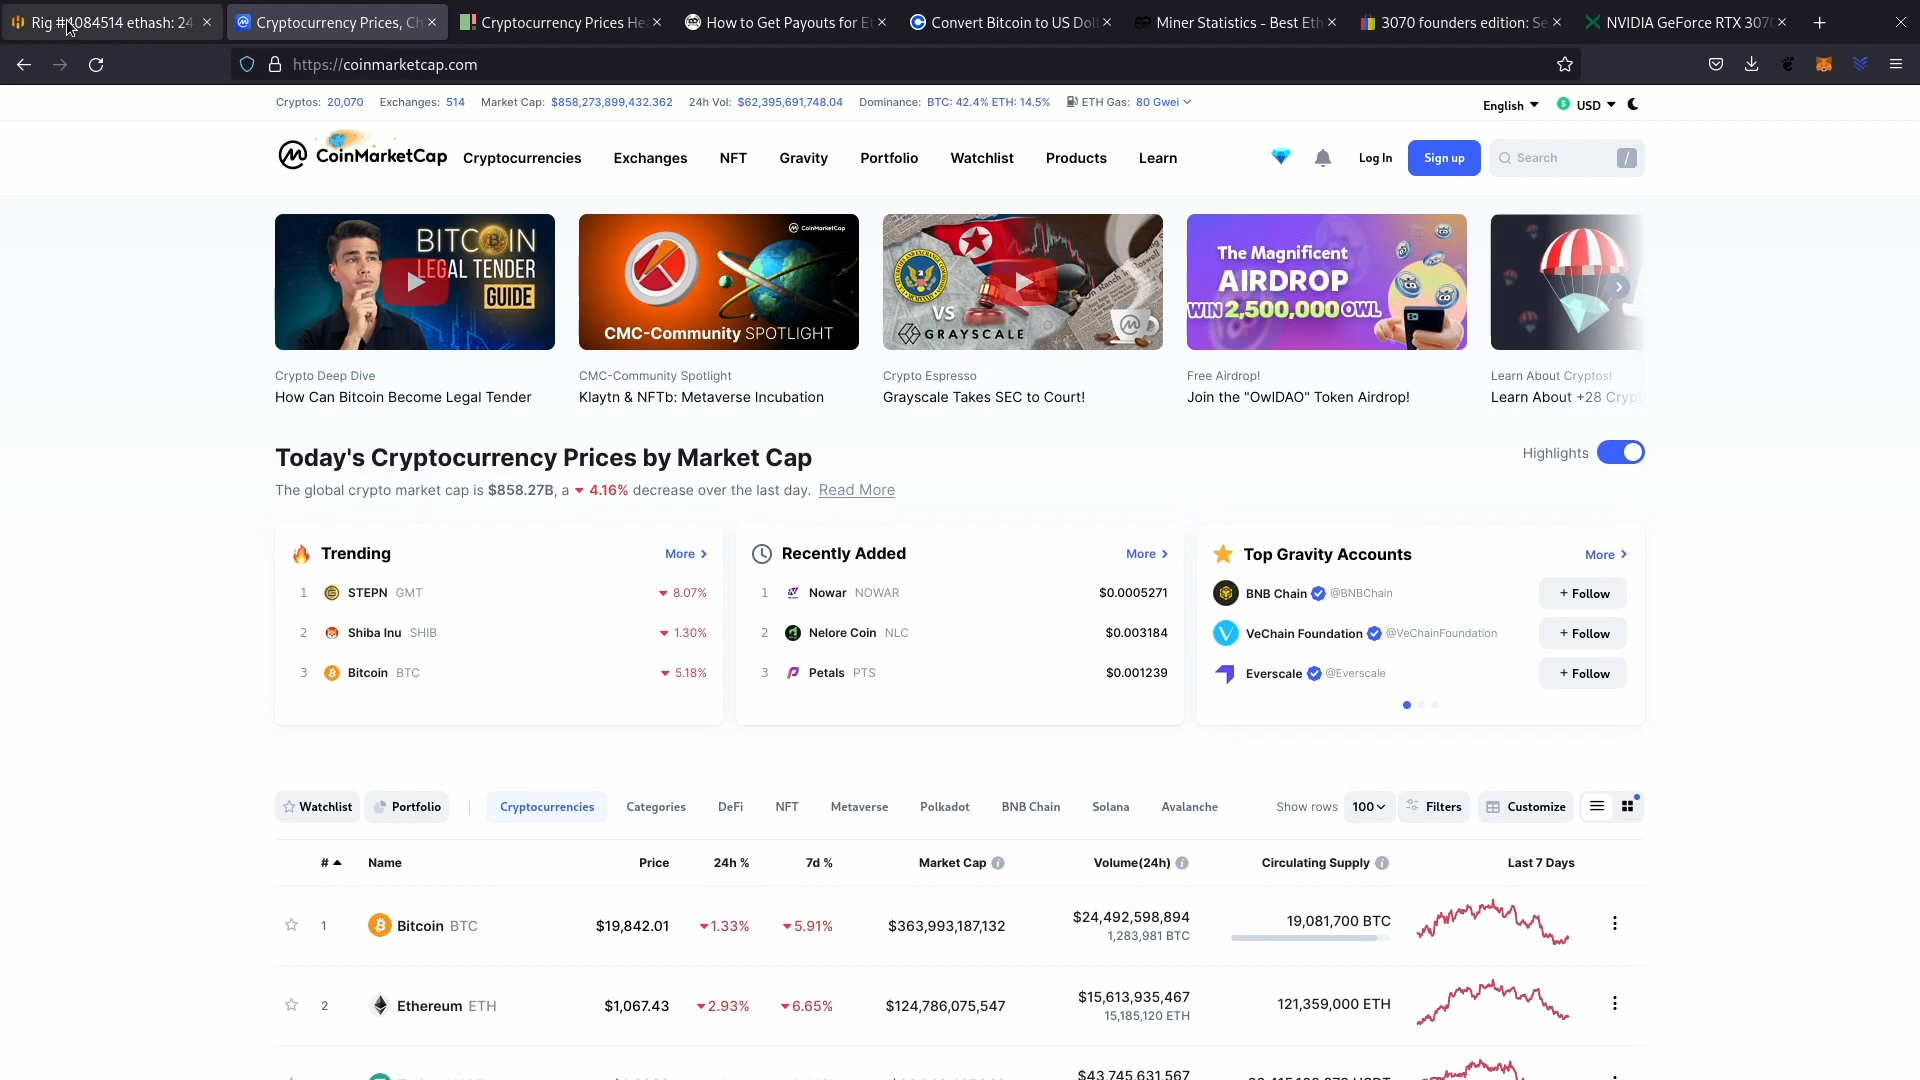 Rig #4084514 ethash: 24
Cryptocurrency Prices, Ch
Cryptocurrency Prices Hea
How to Get Payouts for Et
Convert Bitcoin to US Doll
Miner Statistics - Best Eth
3070 founders edition: Se
NVIDIA GeForce RTX 307
https://coinmarketcap.com
Cryptos: 20,070 Exchanges: 514 Market Cap: $858,273,899,432.362 24h Vol: $62,395,691,748.04 Dominance: BTC: 42.4% ETH: 14.5% ETH Gas: 80 Gwei
English USD
CoinMarketCap Cryptocurrencies Exchanges NFT Gravity Portfolio Watchlist Products Learn
Log In Sign up Search /
BITCOIN
LEGAL TENDER
GUIDE
CoinMarketCap
CMC-Community SPOTLIGHT
VS
GRAYSCALE
The Magnificent
AIRDROP
WIN 2,500,000 OWL
Crypto Deep Dive
How Can Bitcoin Become Legal Tender
CMC-Community Spotlight
Klaytn & NFTb: Metaverse Incubation
Crypto Espresso
Grayscale Takes SEC to Court!
Free Airdrop!
Join the "OwlDAO" Token Airdrop!
Learn About Cryptos!
Learn About +28 Crypt
Today's Cryptocurrency Prices by Market Cap
Highlights
The global crypto market cap is $858.27B, a 4.16% decrease over the last day. Read More
Trending More
1 STEPN GMT 8.07%
2 Shiba Inu SHIB 1.30%
3 Bitcoin BTC 5.18%
Recently Added More
1 Nowar NOWAR $0.0005271
2 Nelore Coin NLC $0.003184
3 Petals PTS $0.001239
Top Gravity Accounts More
BNB Chain @BNBChain + Follow
VeChain Foundation @VeChainFoundation + Follow
Everscale @Everscale + Follow
Watchlist Portfolio Cryptocurrencies Categories DeFi NFT Metaverse Polkadot BNB Chain Solana Avalanche Show rows 100 Filters Customize
# Name Price 24h % 7d % Market Cap Volume(24h) Circulating Supply Last 7 Days
1 Bitcoin BTC $19,842.01 1.33% 5.91% $363,993,187,132 $24,492,598,894 19,081,700 BTC
1,283,981 BTC
2 Ethereum ETH $1,067.43 2.93% 6.65% $124,786,075,547 $15,613,935,467 121,359,000 ETH
15,185,120 ETH
$43,745,631,567